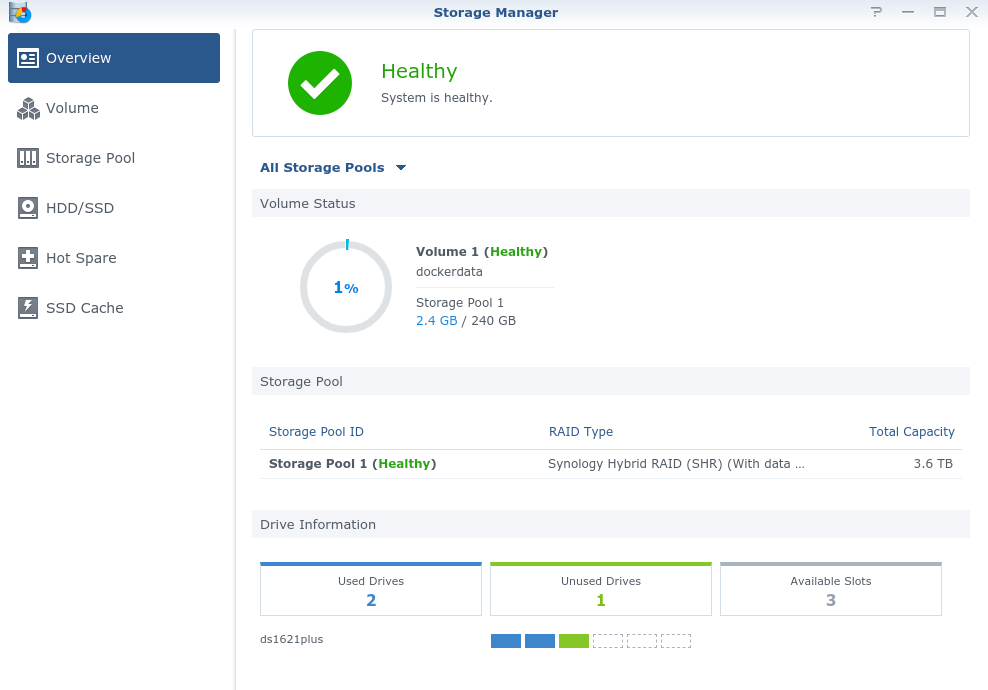 Storage Manager
Overview
Volume
Storage Pool
HDD/SSD
Hot Spare
SSD Cache
Healthy
System is healthy.
All Storage Pools
Volume Status
1%
Volume 1 (Healthy)
dockerdata
Storage Pool 1
2.4 GB / 240 GB
Storage Pool
Storage Pool ID RAID Type Total Capacity
Storage Pool 1 (Healthy) Synology Hybrid RAID (SHR) (With data ... 3.6 TB
Drive Information
Used Drives
2
Unused Drives
1
Available Slots
3
ds1621plus